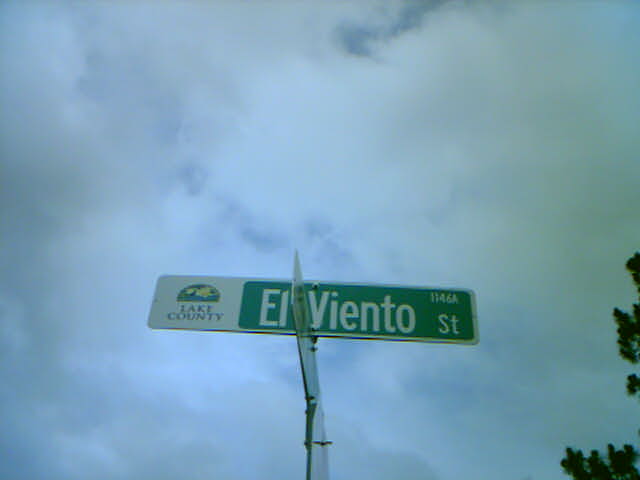 LAKE
COUNTY
El Viento St
1146A